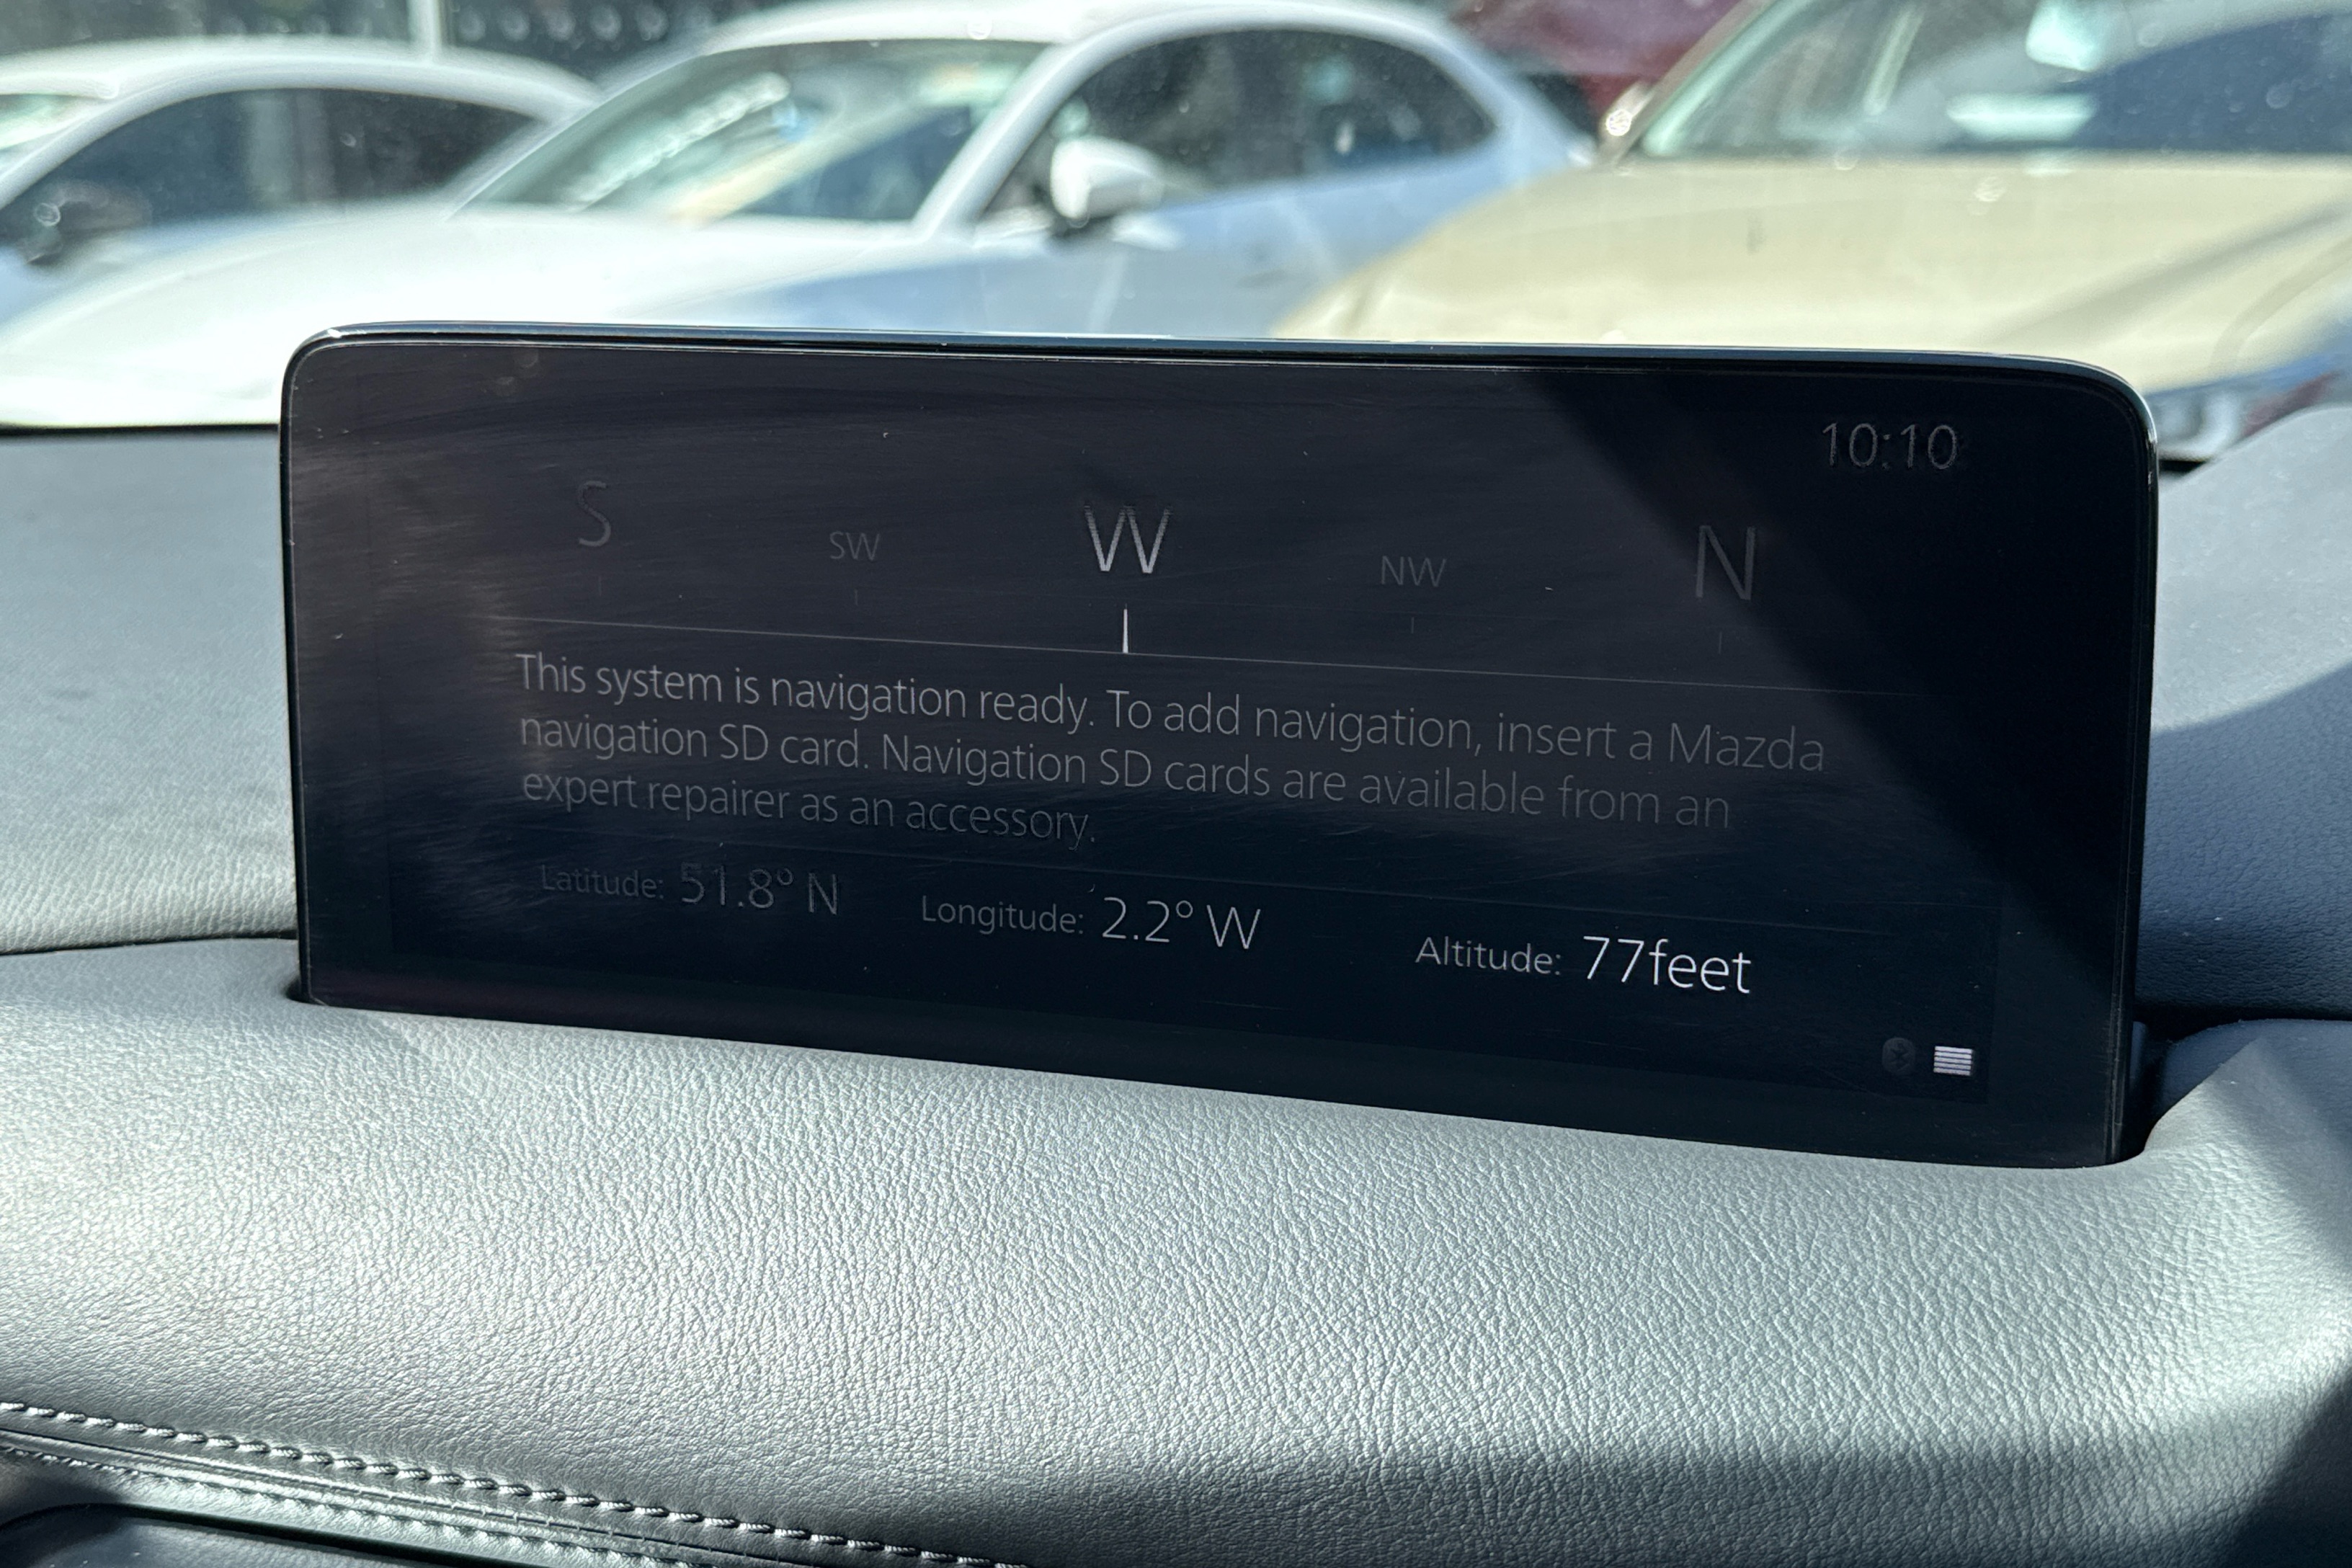 10:10
S SW W NW N
This system is navigation ready. To add navigation, insert a Mazda
navigation SD card. Navigation SD cards are available from an
expert repairer as an accessory.
Latitude: 51.8° N Longitude: 2.2° W Altitude: 77feet